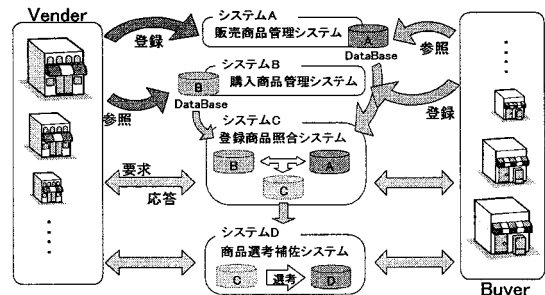 Vender
システムA
販売商品管理システム
A
DataBase
登録
参照
システムB
購入商品管理システム
B
DataBase
参照
登録
システムC
登録商品照合システム
B
A
C
要求
応答
システムD
商品選考補佐システム
C
選考
D
Buyer